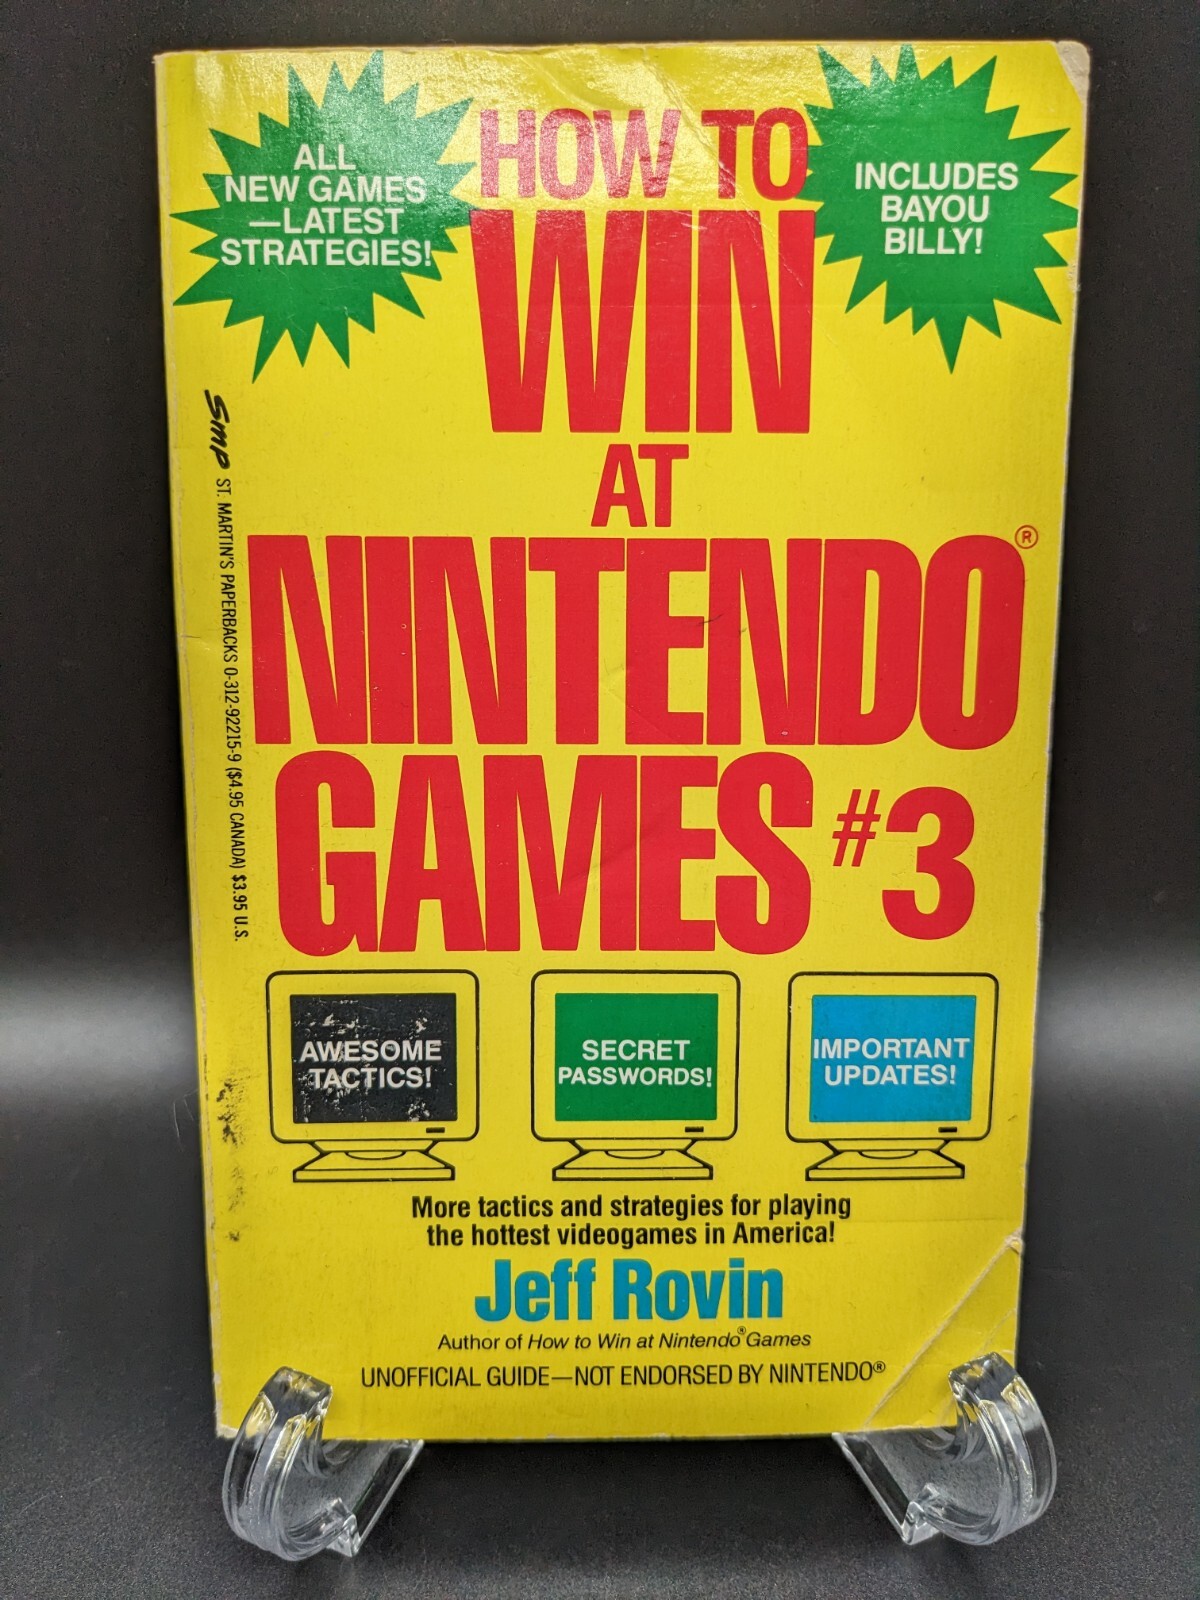 ALL
NEW GAMES
—LATEST
STRATEGIES!
HOW TO
WIN
AT
NINTENDO®
GAMES #3
INCLUDES
BAYOU
BILLY!
SMP ST. MARTIN'S PAPERBACKS 0-312-92215-9 ($4.95 CANADA) $3.95 U.S.
AWESOME
TACTICS!
SECRET
PASSWORDS!
IMPORTANT
UPDATES!
More tactics and strategies for playing
the hottest videogames in America!
Jeff Rovin
Author of How to Win at Nintendo® Games
UNOFFICIAL GUIDE—NOT ENDORSED BY NINTENDO®